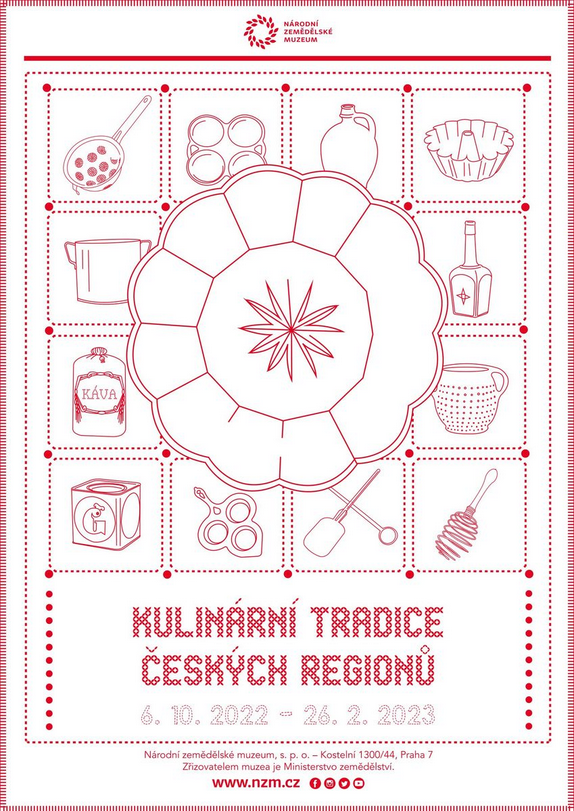 NÁRODNÍ
ZEMĚDĚLSKÉ
MUZEUM
KÁVA
KULINÁRNÍ TRADICE
ČESKÝCH REGIONŮ
6. 10. 2022 – 26. 2. 2023
Národní zemědělské muzeum, s. p. o. – Kostelní 1300/44, Praha 7
Zřizovatelem muzea je Ministerstvo zemědělství.
www.nzm.cz